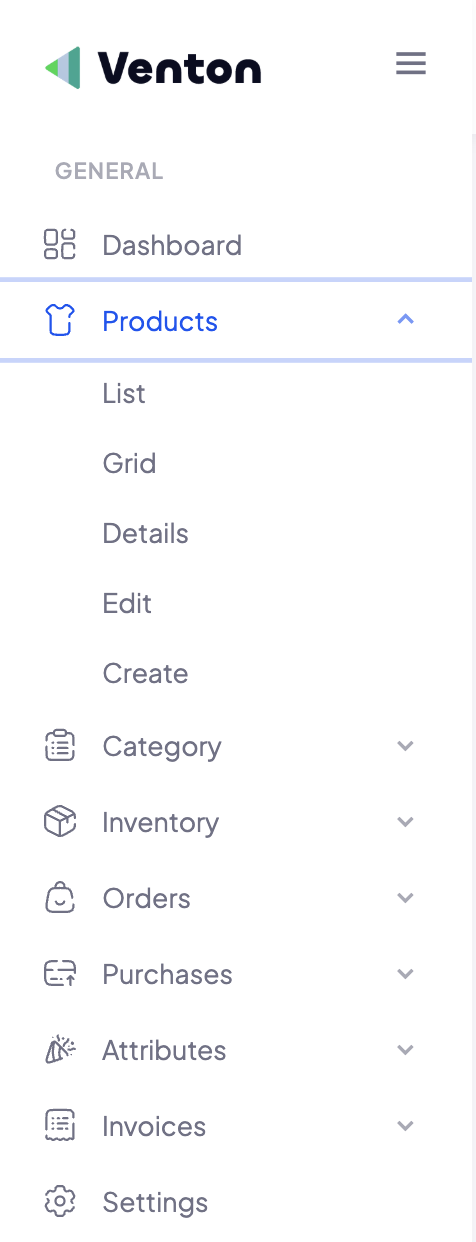 Venton
GENERAL
Dashboard
Products
List
Grid
Details
Edit
Create
Category
Inventory
Orders
Purchases
Attributes
Invoices
Settings